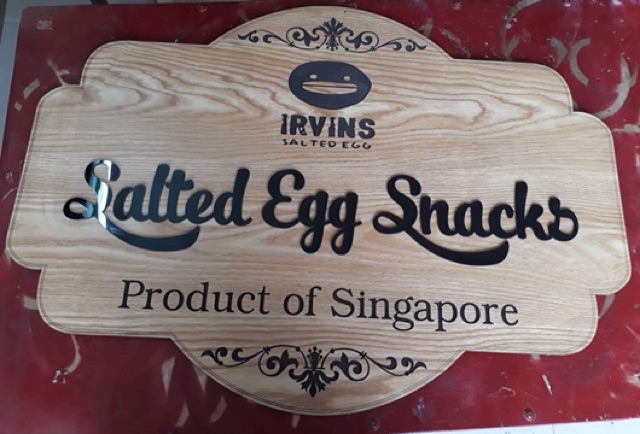 IRVINS
SALTED EGG
Salted Egg Snacks
Product of Singapore